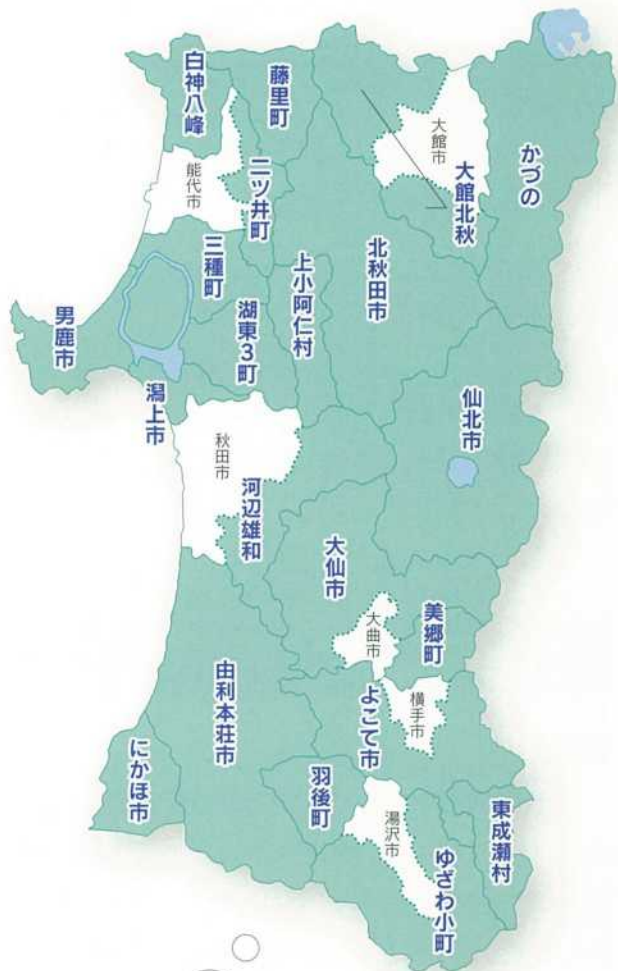 白神八峰
藤里町
大館市
かづの
能代市
二ツ井町
大館北秋
三種町
上小阿仁村
北秋田市
湖東3町
男鹿市
潟上市
仙北市
秋田市
河辺雄和
大仙市
大曲市
美郷町
由利本荘市
よこて市
横手市
にかほ市
羽後町
湯沢市
東成瀬村
ゆざわ小町